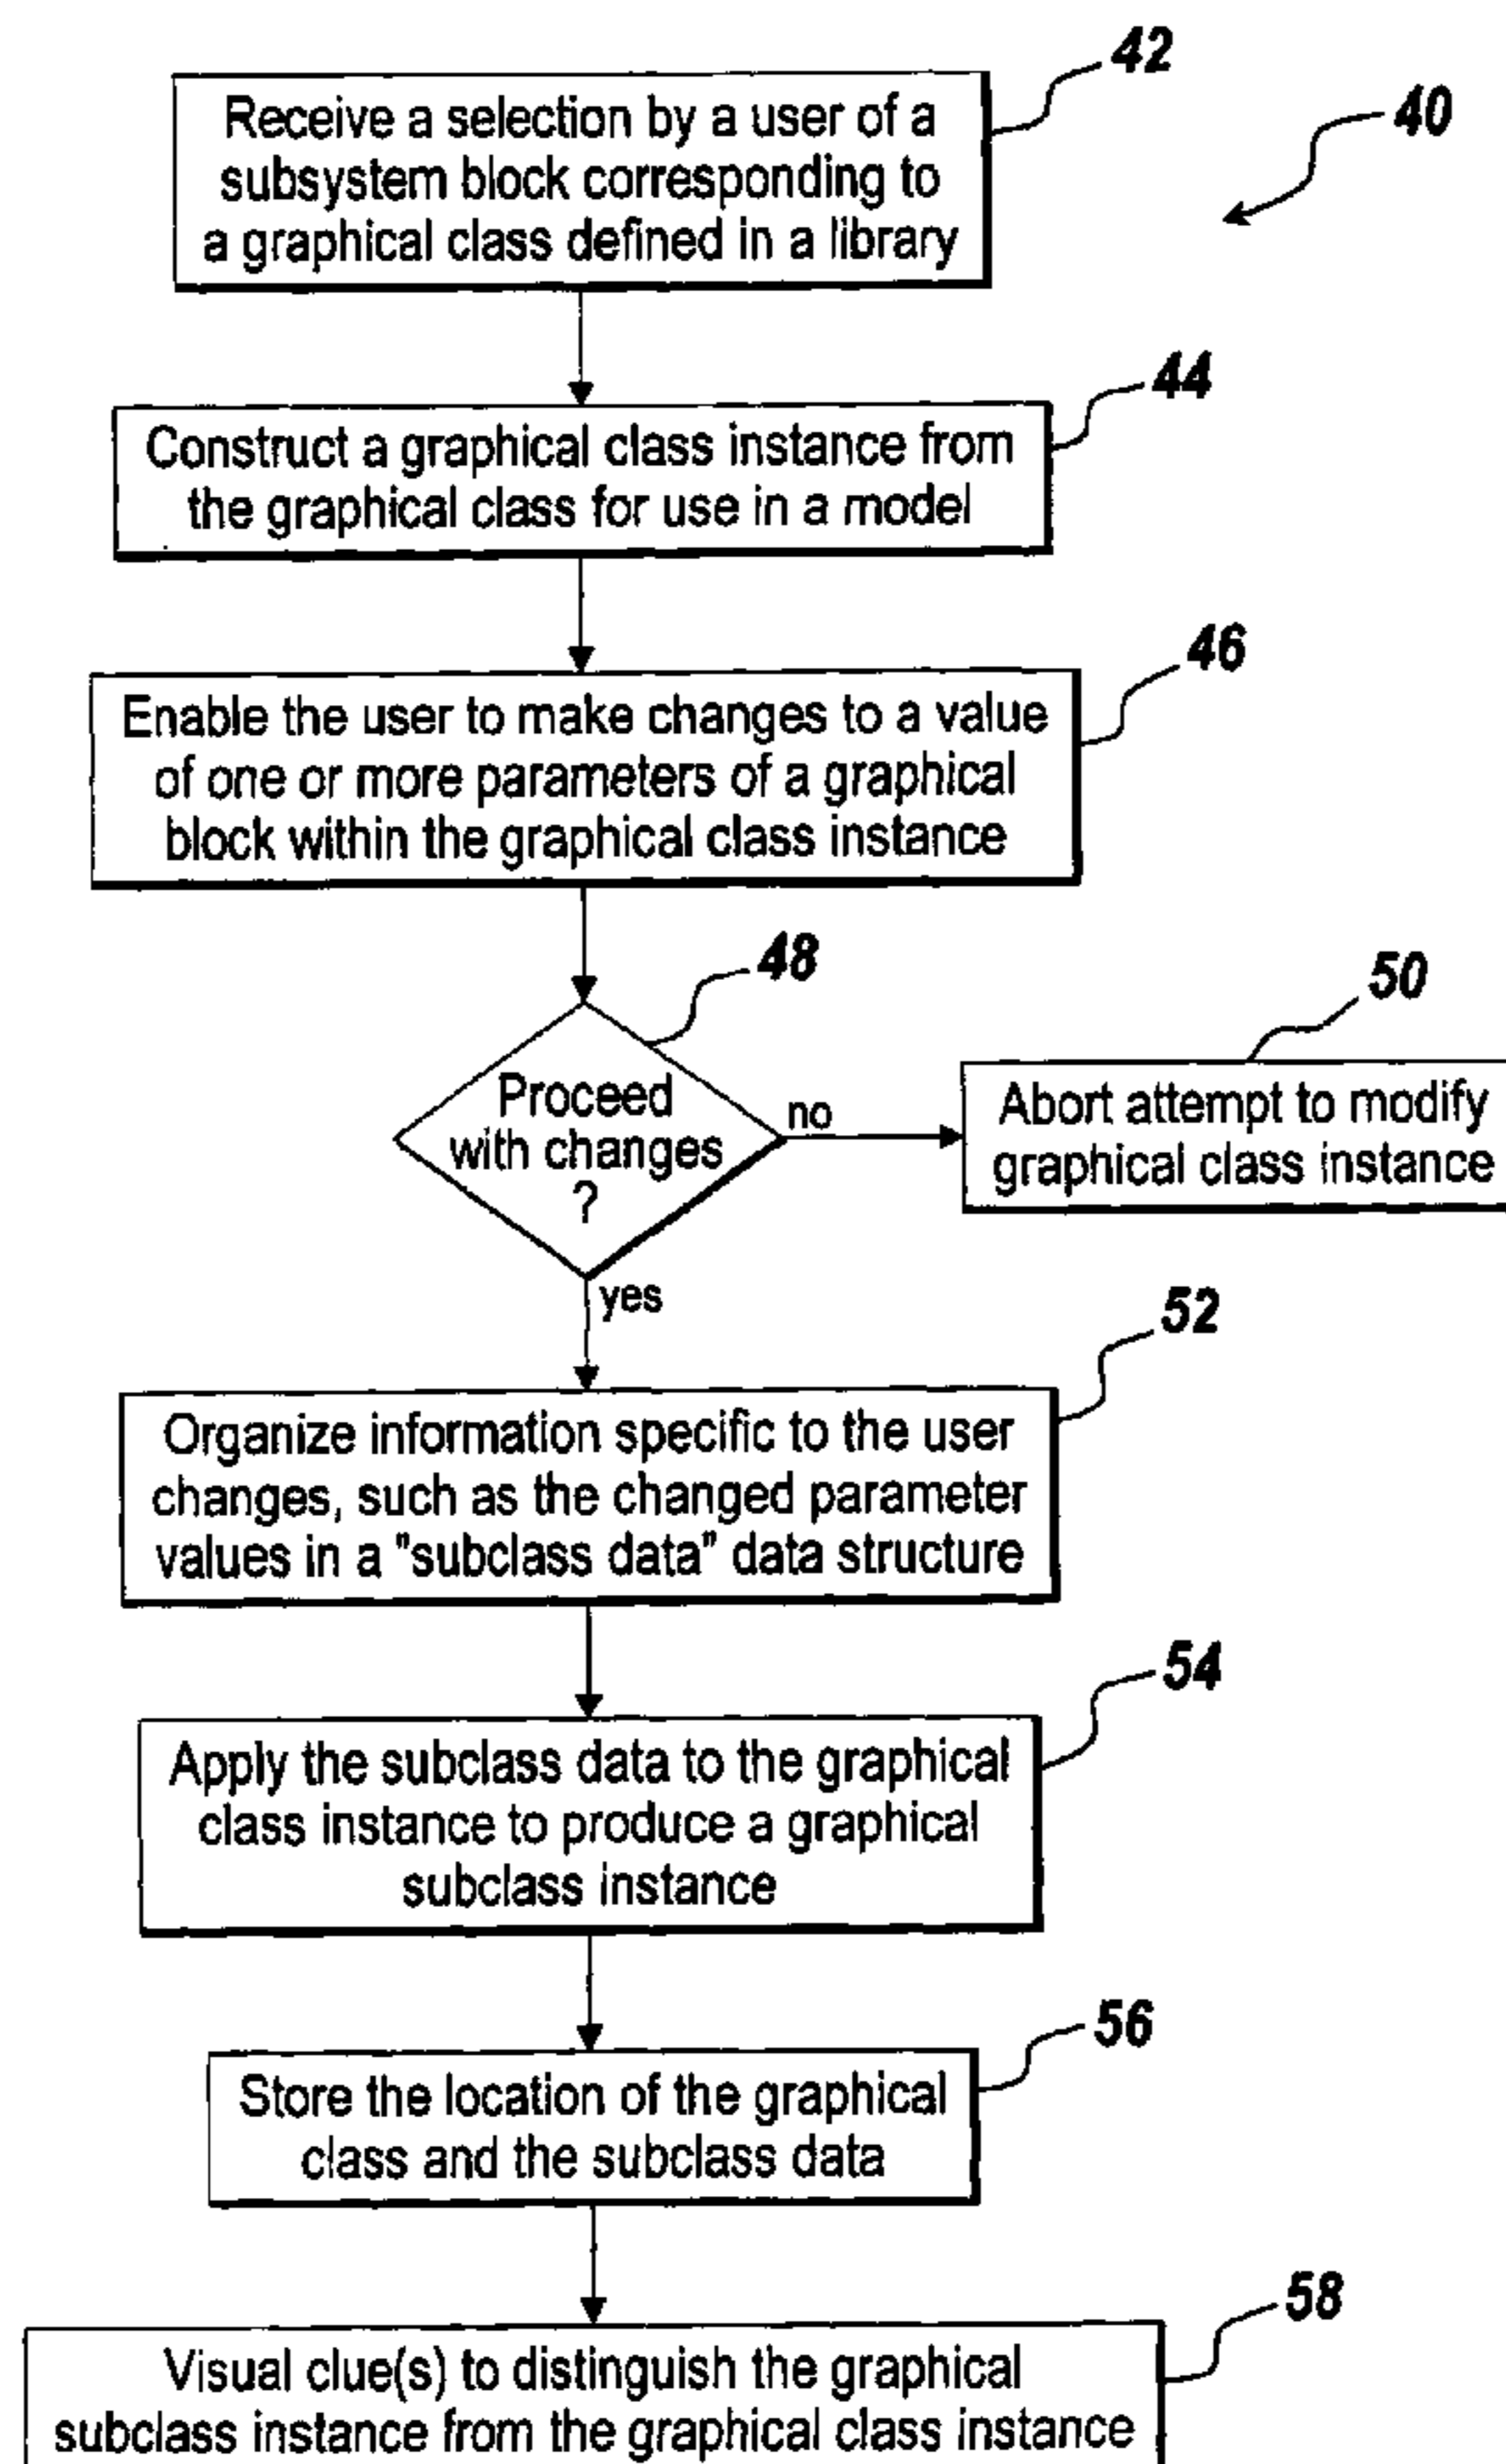 42
40
Receive a selection by a user of a
subsystem block corresponding to
a graphical class defined in a library
44
Construct a graphical class instance from
the graphical class for use in a model
46
Enable the user to make changes to a value
of one or more parameters of a graphical
block within the graphical class instance
48
Proceed
with changes
?
no
50
Abort attempt to modify
graphical class instance
yes
52
Organize information specific to the user
changes, such as the changed parameter
values in a "subclass data" data structure
54
Apply the subclass data to the graphical
class instance to produce a graphical
subclass instance
56
Store the location of the graphical
class and the subclass data
58
Visual clue(s) to distinguish the graphical
subclass instance from the graphical class instance